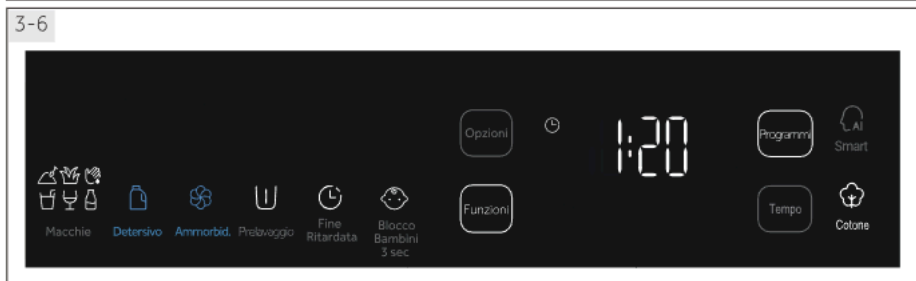 3-6
Opzioni
1:20
Programmi
AI
Smart
Macchie
Detersivo
Ammorbid.
Prelavaggio
Fine
Ritardata
Blocco
Bambini
3 sec
Funzioni
Tempo
Cotone